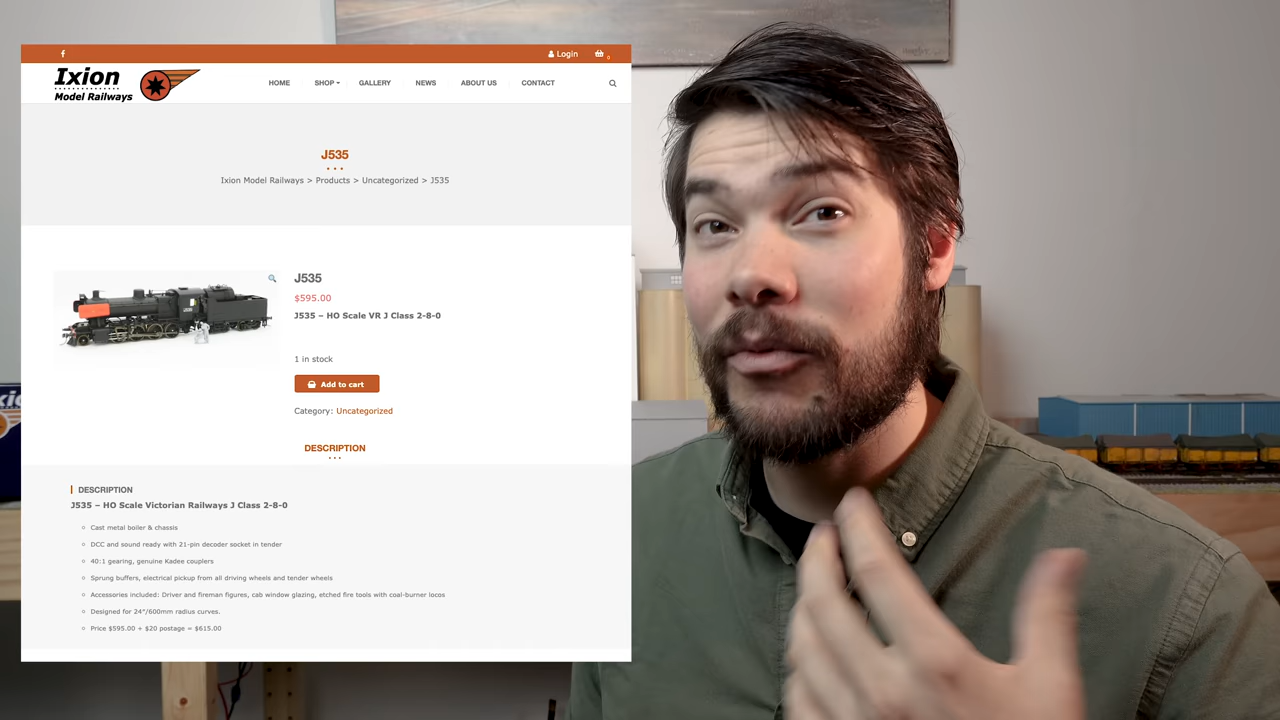 Login
0
Ixion
Model Railways
HOME
SHOP
GALLERY
NEWS
ABOUT US
CONTACT
J535
Ixion Model Railways > Products > Uncategorized > J535
J535
$595.00
J535 – HO Scale VR J Class 2-8-0
1 in stock
Add to cart
Category: Uncategorized
DESCRIPTION
DESCRIPTION
J535 – HO Scale Victorian Railways J Class 2-8-0
Cast metal boiler & chassis
DCC and sound ready with 21-pin decoder socket in tender
40:1 gearing, genuine Kadee couplers
Sprung buffers, electrical pickup from all driving wheels and tender wheels
Accessories included: Driver and fireman figures, cab window glazing, etched fire tools with coal-burner locos
Designed for 24"/600mm radius curves.
Price $595.00 + $20 postage = $615.00